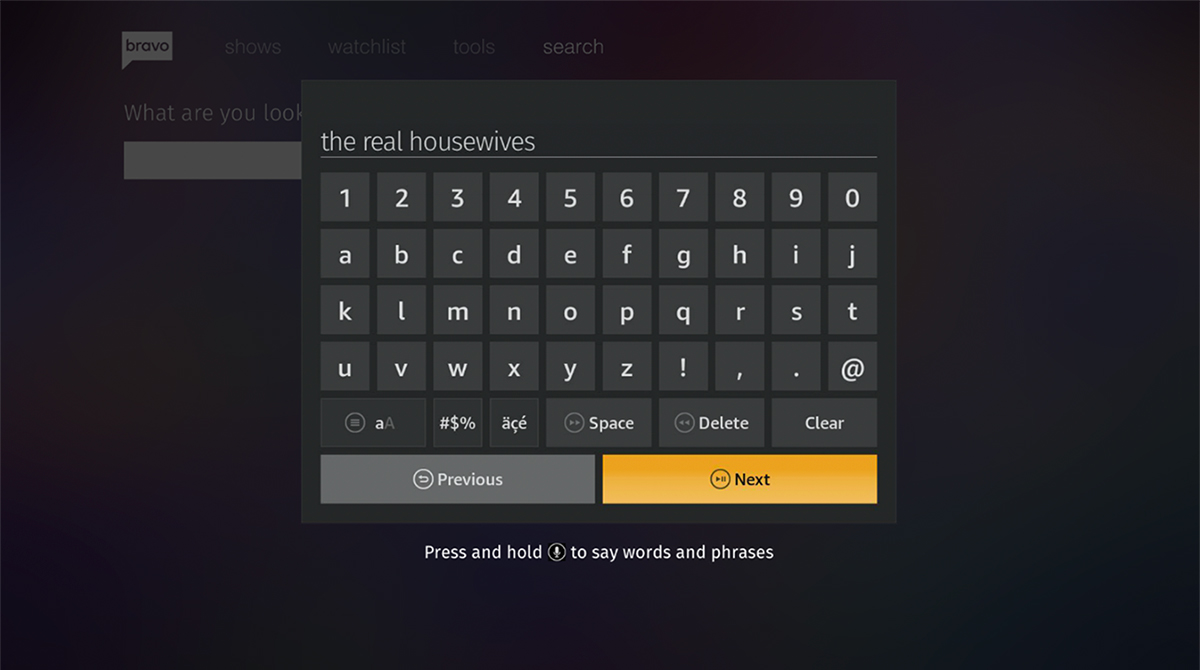 bravo shows watchlist tools search
What are you look
the real housewives
1 2 3 4 5 6 7 8 9 0
a b c d e f g h i j
k l m n o p q r s t
u v w x y z ! , . @
aA #$% äçé Space Delete Clear
Previous Next
Press and hold to say words and phrases